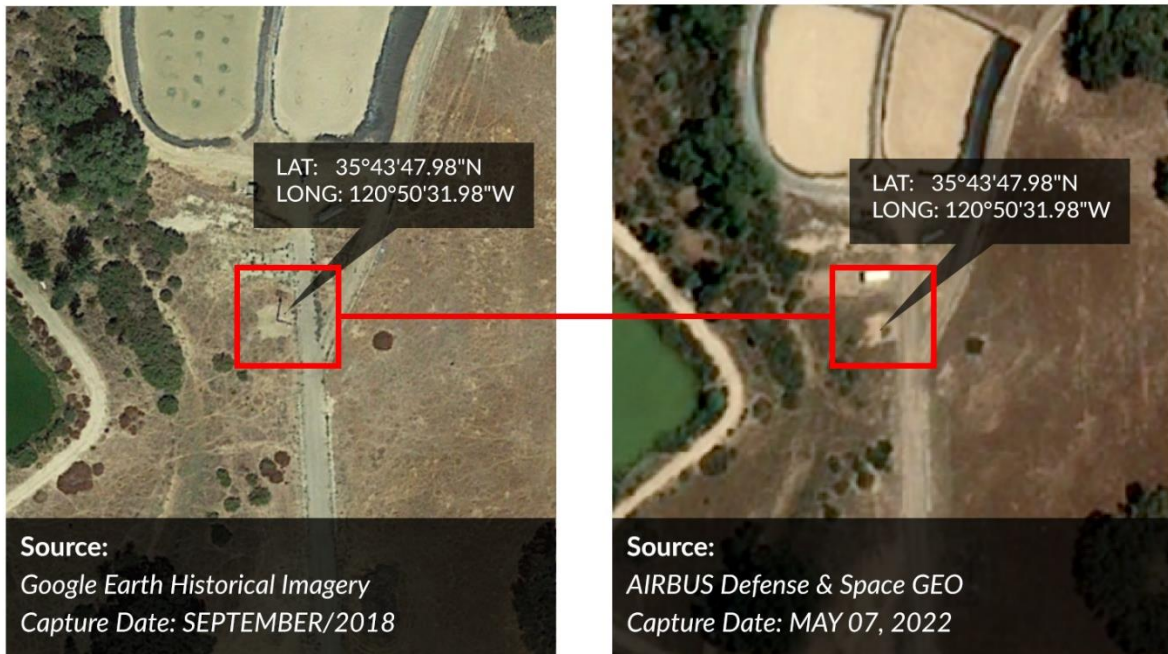 LAT: 35°43'47.98"N
LONG: 120°50'31.98"W
Source:
Google Earth Historical Imagery
Capture Date: SEPTEMBER/2018
LAT: 35°43'47.98"N
LONG: 120°50'31.98"W
Source:
AIRBUS Defense & Space GEO
Capture Date: MAY 07, 2022